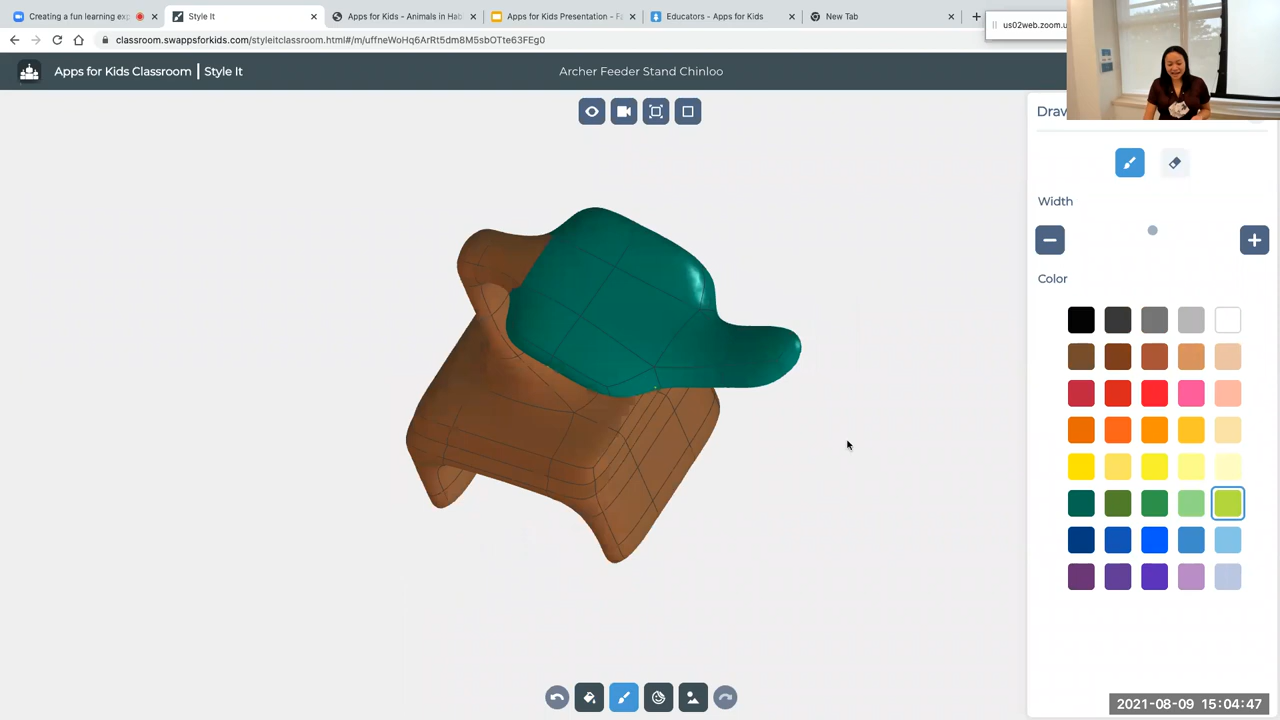 Creating a fun learning exp
Style It
Apps for Kids - Animals in Hab
Apps for Kids Presentation - Fa
Educators - Apps for Kids
New Tab
us02web.zoom.u
classroom.swappsforkids.com/styleitclassroom.html#/m/uffneWoHq6ArRt5dm8M5sbOTte63FEg0
Apps for Kids Classroom | Style It
Archer Feeder Stand Chinloo
Draw
Width
Color
2021-08-09 15:04:47